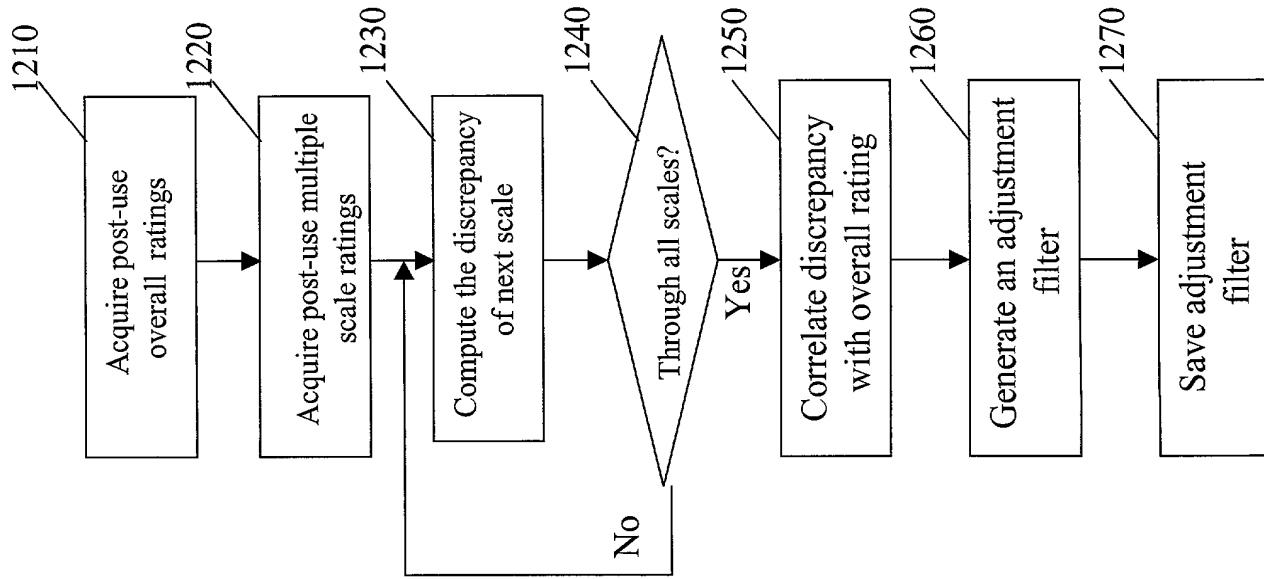 1210
Acquire post-use
overall ratings
1220
Acquire post-use multiple
scale ratings
1230
Compute the discrepancy
of next scale
1240
Through all scales?
No
Yes
1250
Correlate discrepancy
with overall rating
1260
Generate an adjustment
filter
1270
Save adjustment
filter